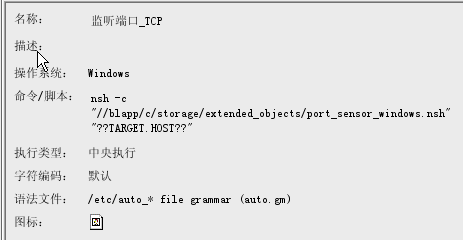 名称： 监听端口_TCP
描述：
操作系统： Windows
命令/脚本： nsh -c
"//blapp/c/storage/extended_objects/port_sensor_windows.nsh"
"??TARGET.HOST??"
执行类型： 中央执行
字符编码： 默认
语法文件： /etc/auto_* file grammar (auto.gm)
图标：